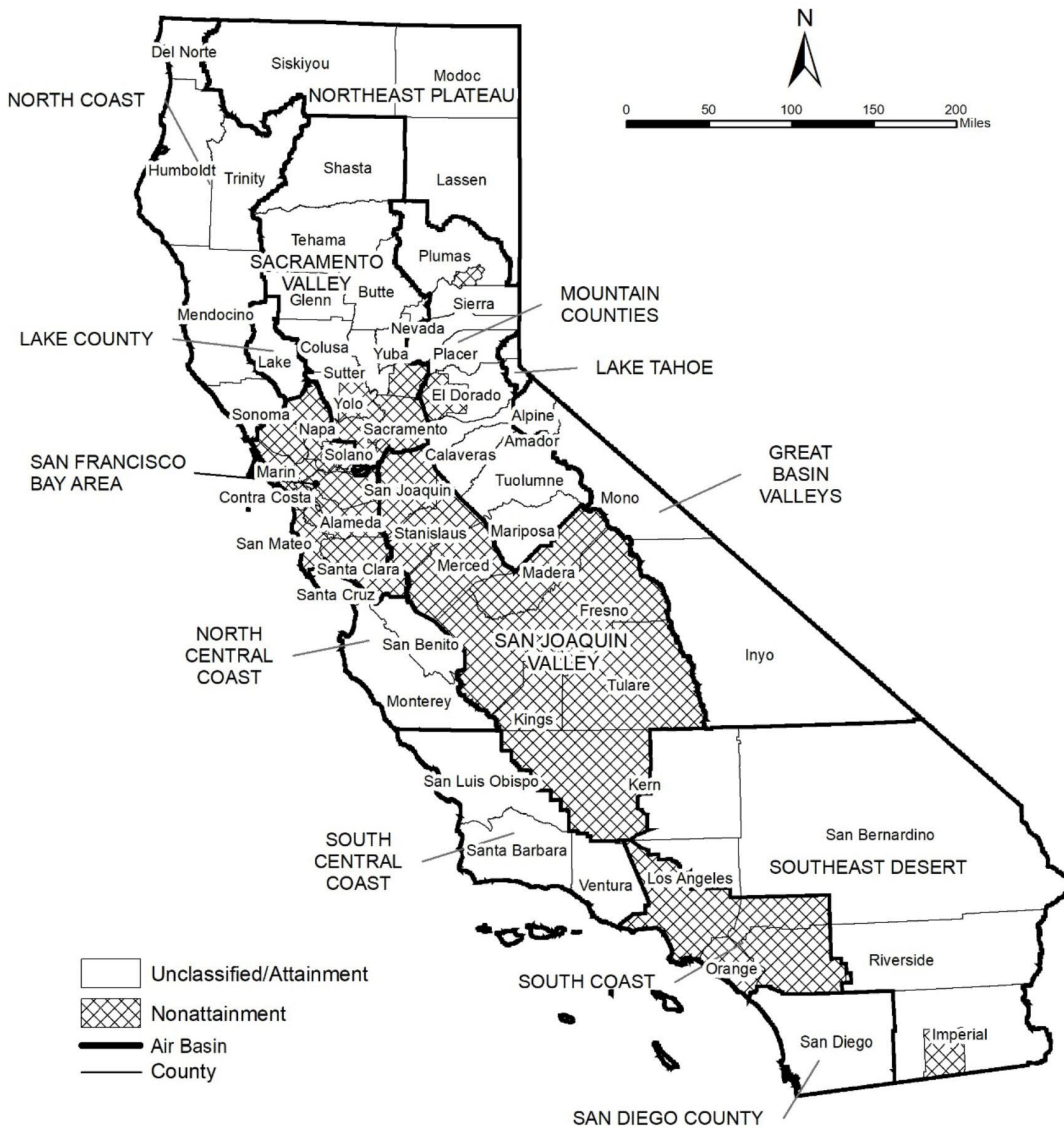 N
0 50 100 150 200
Miles
Del Norte
Siskiyou
Modoc
NORTHEAST PLATEAU
NORTH COAST
Humboldt
Trinity
Shasta
Lassen
Tehama
SACRAMENTO
VALLEY
Plumas
Glenn
Butte
Sierra
MOUNTAIN
COUNTIES
Mendocino
Nevada
LAKE COUNTY
Colusa
Yuba
Placer
Lake
Sutter
LAKE TAHOE
El Dorado
Yolo
Sonoma
Alpine
Napa
Sacramento
Amador
Solano
Calaveras
SAN FRANCISCO
BAY AREA
Marin
GREAT
BASIN
VALLEYS
Tuolumne
Contra Costa
San Joaquin
Mono
Alameda
Stanislaus
Mariposa
San Mateo
Santa Clara
Merced
Madera
Santa Cruz
Fresno
NORTH
CENTRAL
COAST
San Benito
SAN JOAQUIN
VALLEY
Inyo
Tulare
Monterey
Kings
San Luis Obispo
Kern
SOUTH
CENTRAL
COAST
Santa Barbara
San Bernardino
SOUTHEAST DESERT
Ventura
Los Angeles
Riverside
SOUTH COAST
Orange
Unclassified/Attainment
Nonattainment
Air Basin
County
San Diego
Imperial
SAN DIEGO COUNTY